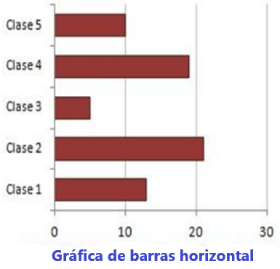 Clase 5
Clase 4
Clase 3
Clase 2
Clase 1
0 10 20 30
Gráfica de barras horizontal